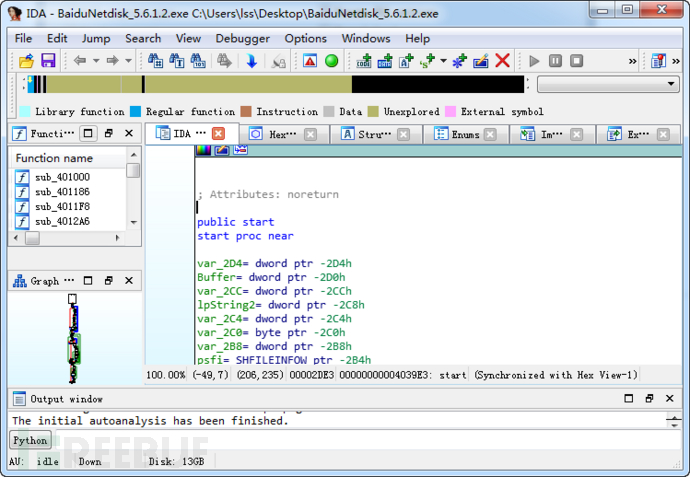 IDA - BaiduNetdisk_5.6.1.2.exe C:\Users\lss\Desktop\BaiduNetdisk_5.6.1.2.exe
File Edit Jump Search View Debugger Options Windows Help
Library function Regular function Instruction Data Unexplored External symbol
Functi··· IDA ··· Hex··· Stru··· Enums Im··· Ex···
Function name
sub_401000
sub_401186
sub_4011F8
sub_4012A6
Graph ···
; Attributes: noreturn
public start
start proc near
var_2D4= dword ptr -2D4h
Buffer= dword ptr -2D0h
var_2CC= dword ptr -2CCh
lpString2= dword ptr -2C8h
var_2C4= dword ptr -2C4h
var_2C0= byte ptr -2C0h
var_2B8= dword ptr -2B8h
psfi= SHFILEINFOW ptr -2B4h
100.00% (-49,7) (206,235) 00002DE3 00000000004039E3: start (Synchronized with Hex View-1)
Output window
The initial autoanalysis has been finished.
Python
AU: idle Down Disk: 13GB
REEBUF